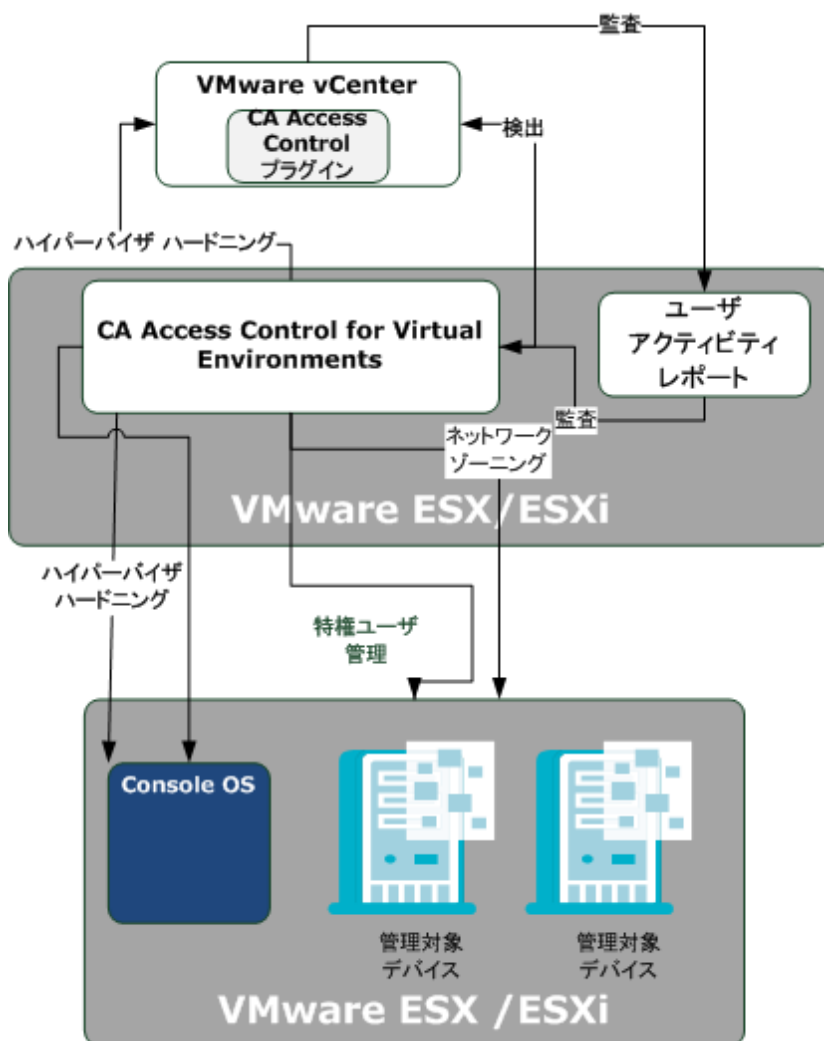 監査
VMware vCenter
CA Access
Control
プラグイン
検出
ハイパーバイザ ハードニング
CA Access Control for Virtual
Environments
ユーザ
アクティビティ
レポート
監査
ネットワーク
ゾーニング
VMware ESX/ESXi
ハイパーバイザ
ハードニング
特権ユーザ
管理
Console OS
管理対象
デバイス
管理対象
デバイス
VMware ESX /ESXi